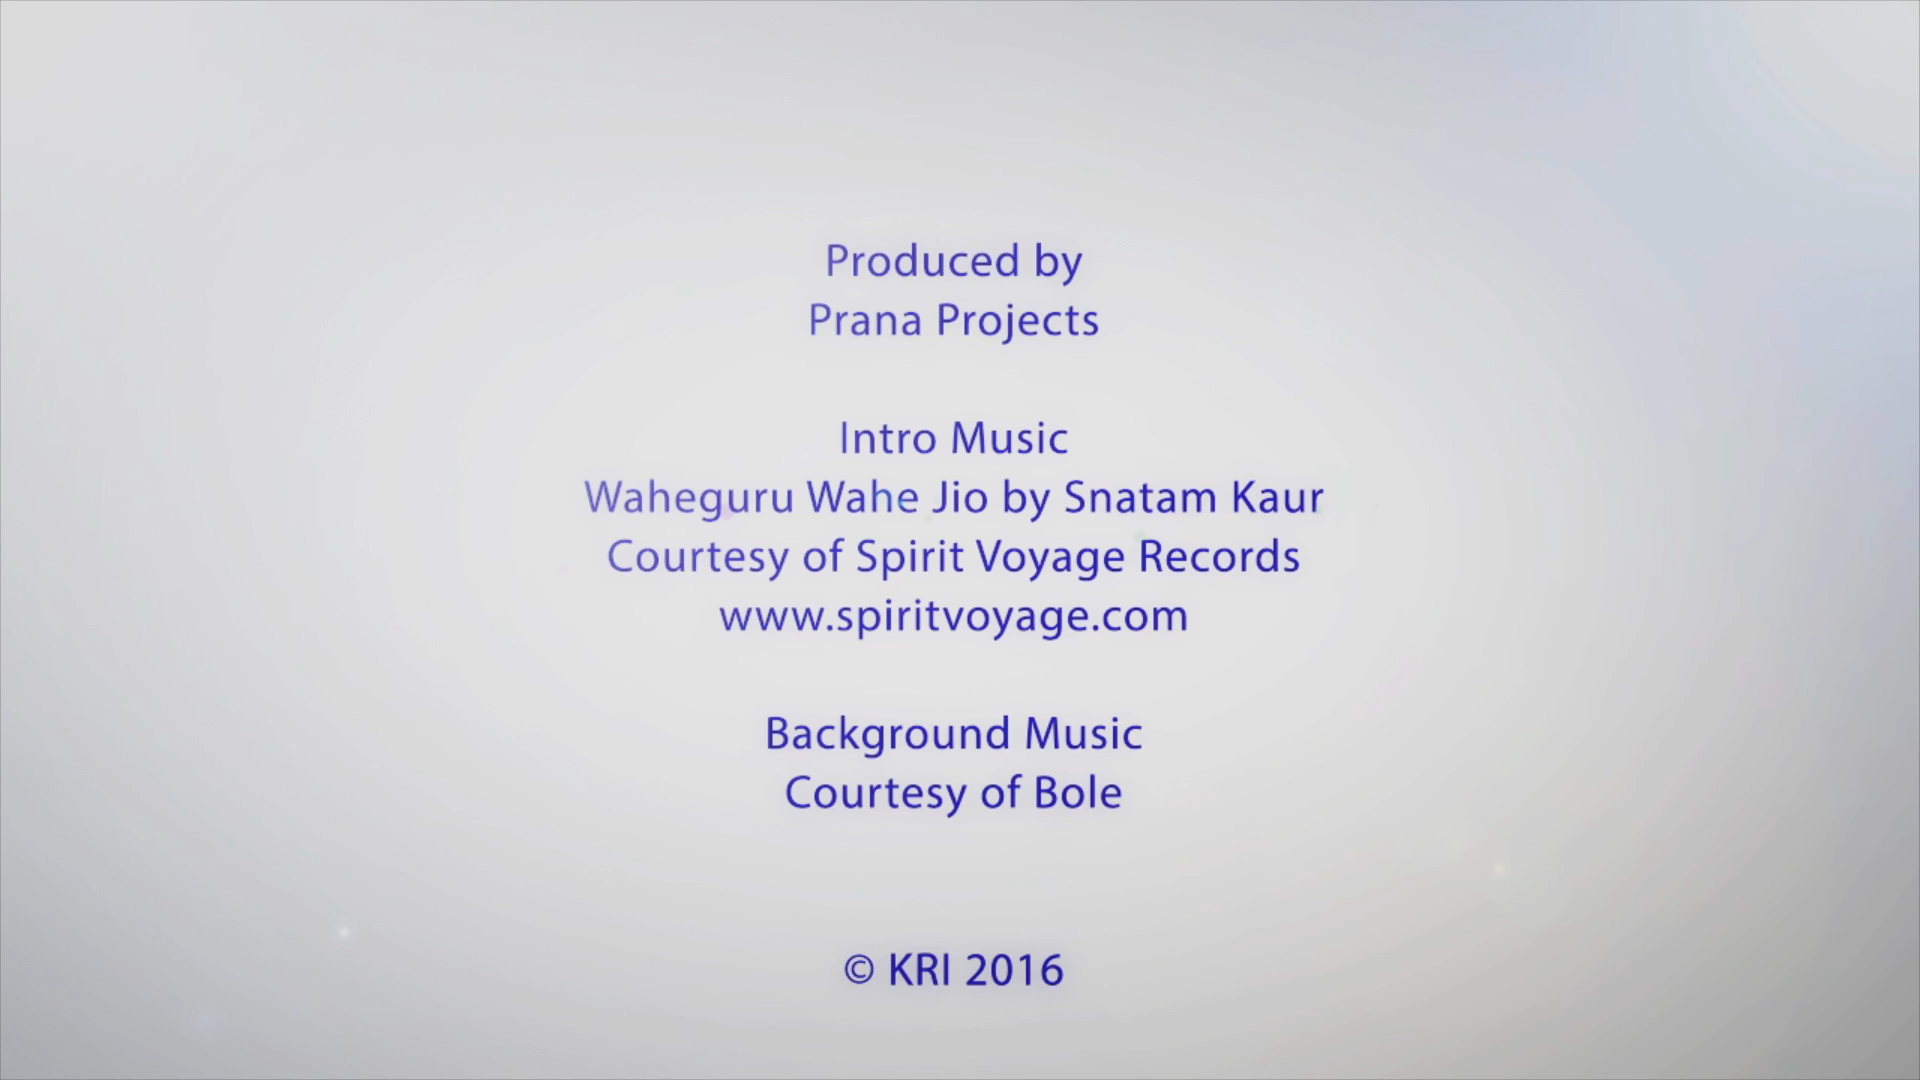 Produced by
Prana Projects
Intro Music
Waheguru Wahe Jio by Snatam Kaur
Courtesy of Spirit Voyage Records
www.spiritvoyage.com
Background Music
Courtesy of Bole
© KRI 2016